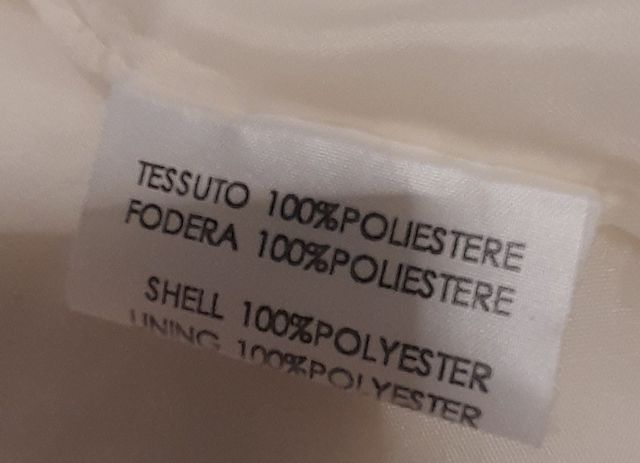 TESSUTO 100%POLIESTERE
FODERA 100%POLIESTERE
SHELL 100%POLYESTER
LINING 100%POLYESTER